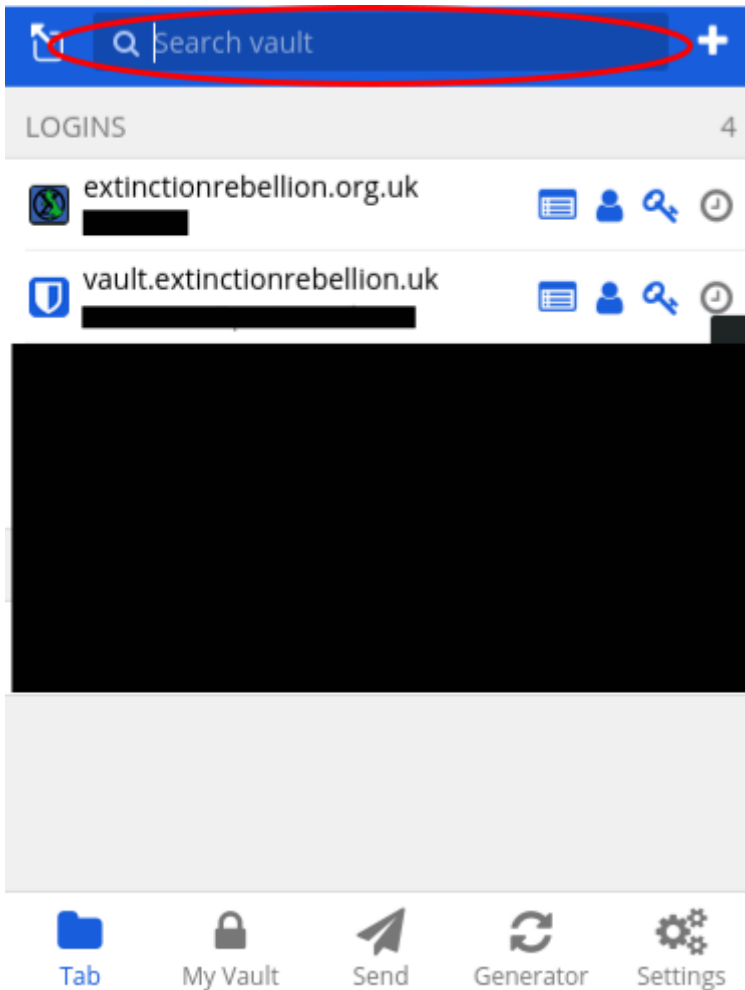 Search vault
LOGINS 4
extinctionrebellion.org.uk
vault.extinctionrebellion.uk
Tab My Vault Send Generator Settings